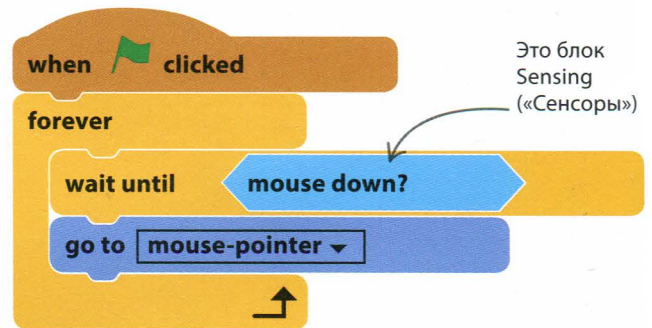 when clicked
Это блок
Sensing
(«Сенсоры»)
forever
wait until mouse down?
go to mouse-pointer